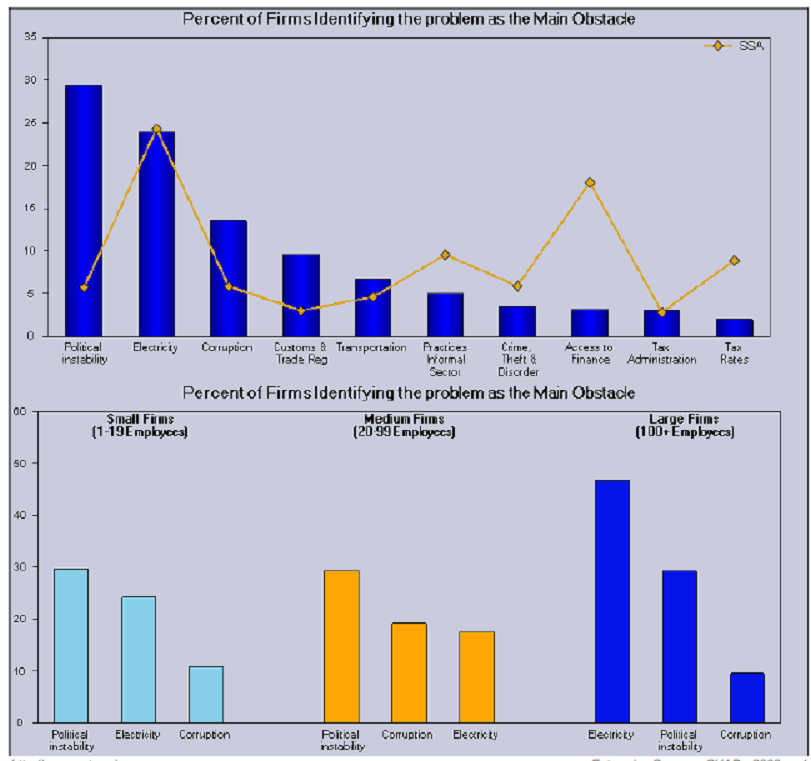 Percent of Firms Identifying the problem as the Main Obstacle
35
SSA
30
25
20
15
10
5
0
Political instability
Electricity
Corruption
Customs & Trade Reg
Transportation
Practices Informal Sector
Crime, Theft & Disorder
Access to Finance
Tax Administration
Tax Rates
Percent of Firms Identifying the problem as the Main Obstacle
60
Small Firms
(1-19 Employees)
Medium Firms
(20-99 Employees)
Large Firms
(100+ Employees)
50
40
30
20
10
0
Political instability
Electricity
Corruption
Political instability
Corruption
Electricity
Electricity
Political instability
Corruption